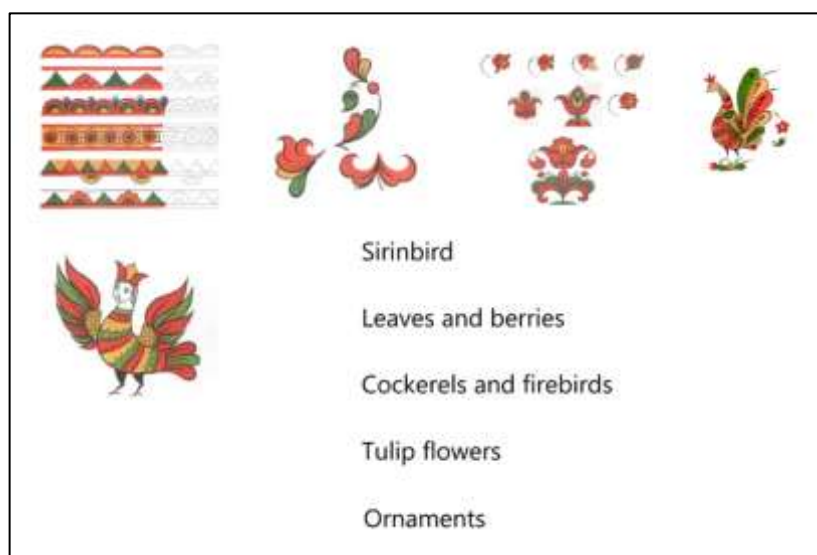 Sirinbird
Leaves and berries
Cockerels and firebirds
Tulip flowers
Ornaments